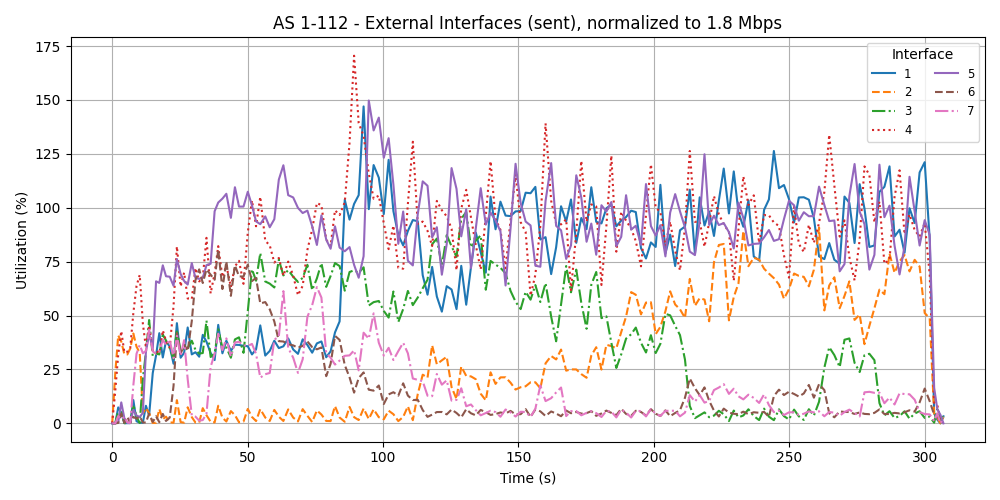 AS 1-112 - External Interfaces (sent), normalized to 1.8 Mbps
Utilization (%)
175
150
125
100
75
50
25
0
0 50 100 150 200 250 300
Time (s)
Interface
1 5
2 6
3 7
4